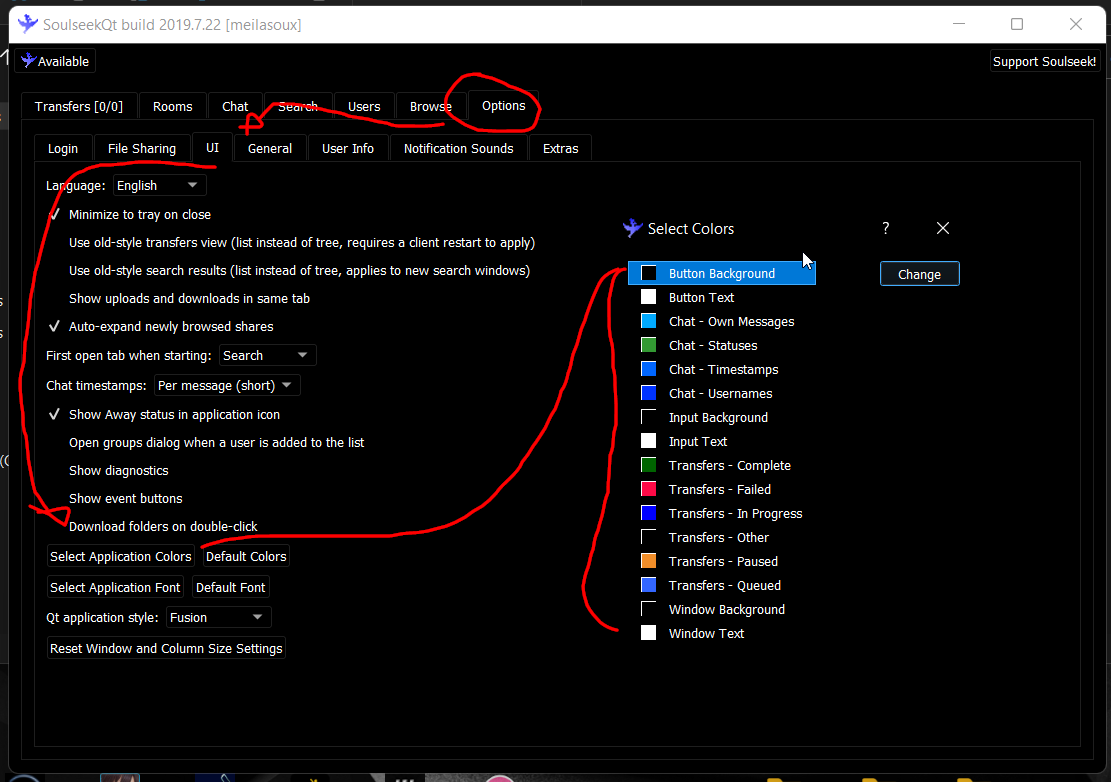 SoulseekQt build 2019.7.22 [meilasoux]
Available
Support Soulseek!
Transfers [0/0] Rooms Chat Search Users Browse Options
Login File Sharing UI General User Info Notification Sounds Extras
Language: English
Minimize to tray on close
Use old-style transfers view (list instead of tree, requires a client restart to apply)
Use old-style search results (list instead of tree, applies to new search windows)
Show uploads and downloads in same tab
Auto-expand newly browsed shares
First open tab when starting: Search
Chat timestamps: Per message (short)
Show Away status in application icon
Open groups dialog when a user is added to the list
Show diagnostics
Show event buttons
Download folders on double-click
Select Application Colors Default Colors
Select Application Font Default Font
Qt application style: Fusion
Reset Window and Column Size Settings
Select Colors ?
Button Background
Change
Button Text
Chat - Own Messages
Chat - Statuses
Chat - Timestamps
Chat - Usernames
Input Background
Input Text
Transfers - Complete
Transfers - Failed
Transfers - In Progress
Transfers - Other
Transfers - Paused
Transfers - Queued
Window Background
Window Text